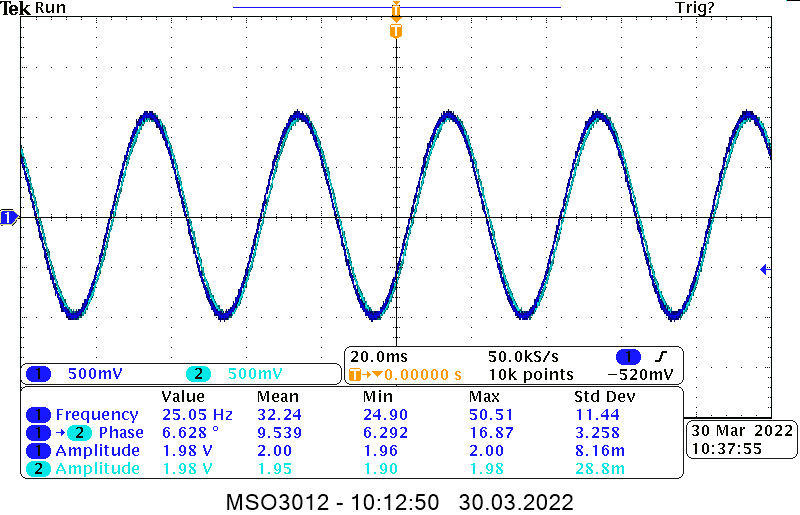 Tek Run Trig?
T
T
1
1 500mV 2 500mV
20.0ms 50.0kS/s 1
T→▼0.00000 s 10k points −520mV
Value Mean Min Max Std Dev
1 Frequency 25.05 Hz 32.24 24.90 50.51 11.44
1 → 2 Phase 6.628 ° 9.539 6.292 16.87 3.258
1 Amplitude 1.98 V 2.00 1.96 2.00 8.16m
2 Amplitude 1.98 V 1.95 1.90 1.98 28.8m
30 Mar 2022
10:37:55
MSO3012 - 10:12:50 30.03.2022